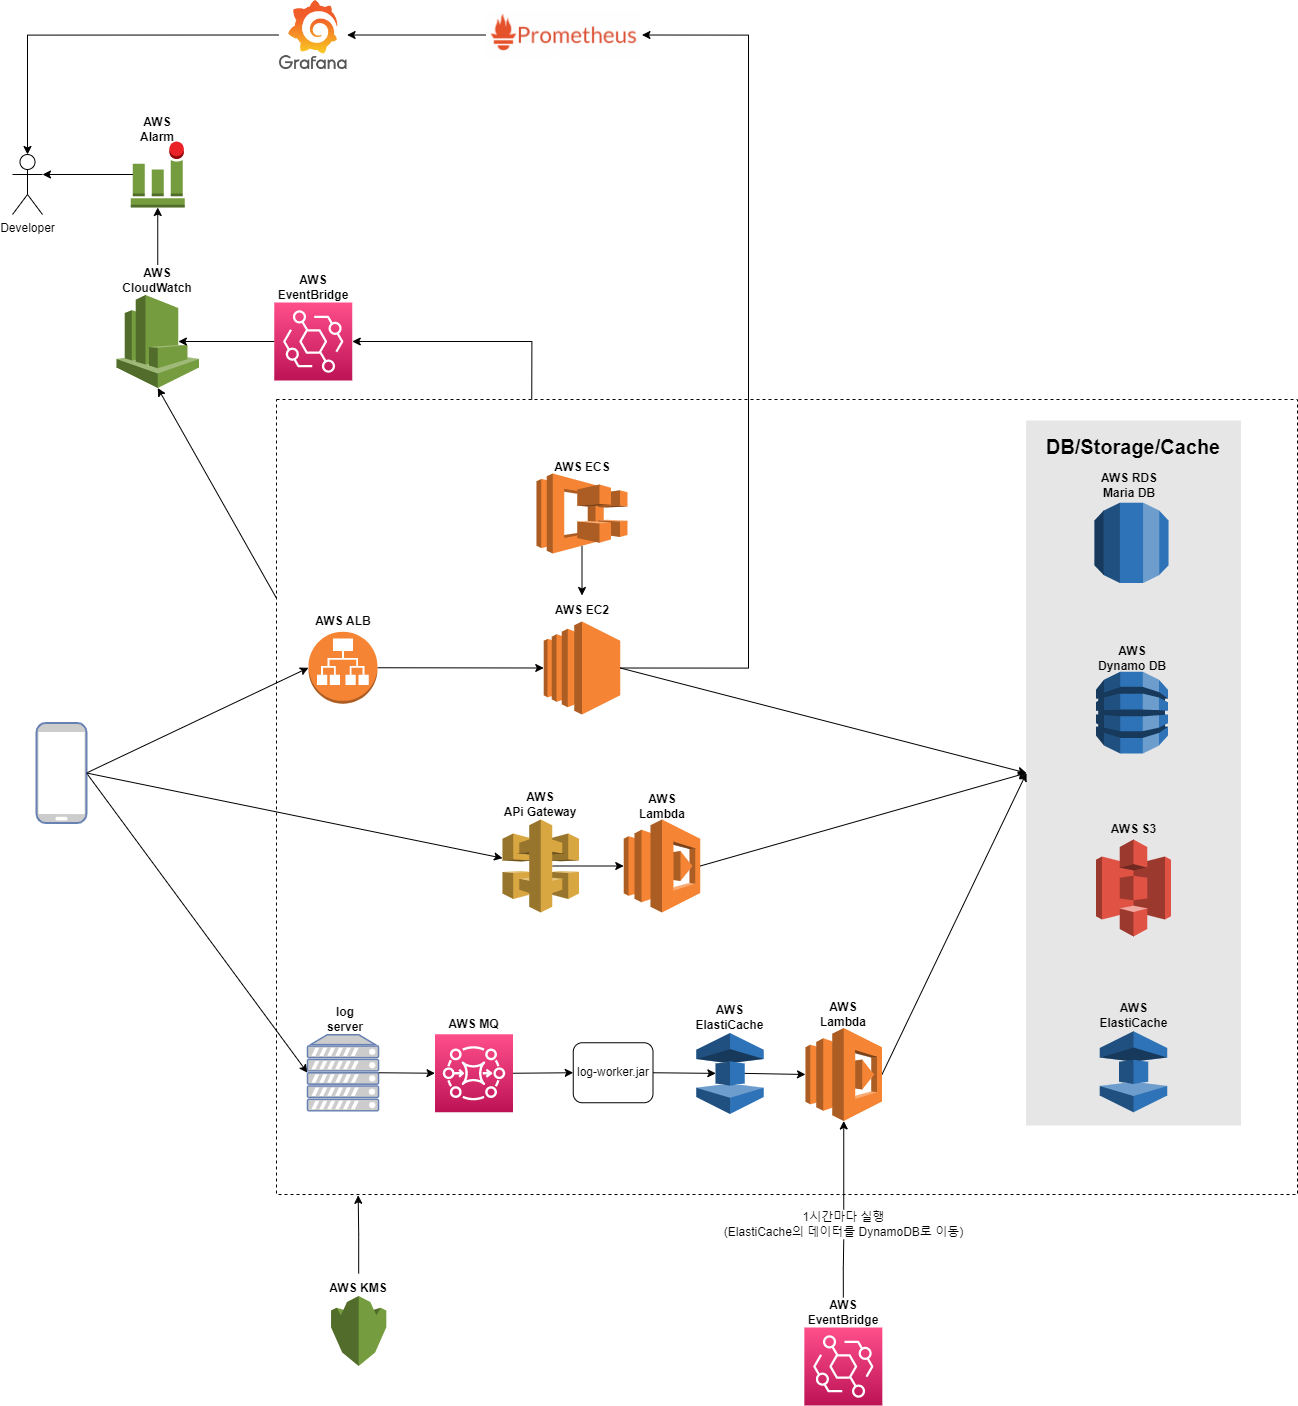 Grafana
Prometheus
AWS
Alarm
Developer
AWS
CloudWatch
AWS
EventBridge
DB/Storage/Cache
AWS ECS
AWS RDS
Maria DB
AWS EC2
AWS ALB
AWS
Dynamo DB
AWS
APi Gateway
AWS
Lambda
AWS S3
log
server
AWS MQ
log-worker.jar
AWS
ElastiCache
AWS
Lambda
AWS
ElastiCache
1시간마다 실행
(ElastiCache의 데이터를 DynamoDB로 이동)
AWS KMS
AWS
EventBridge